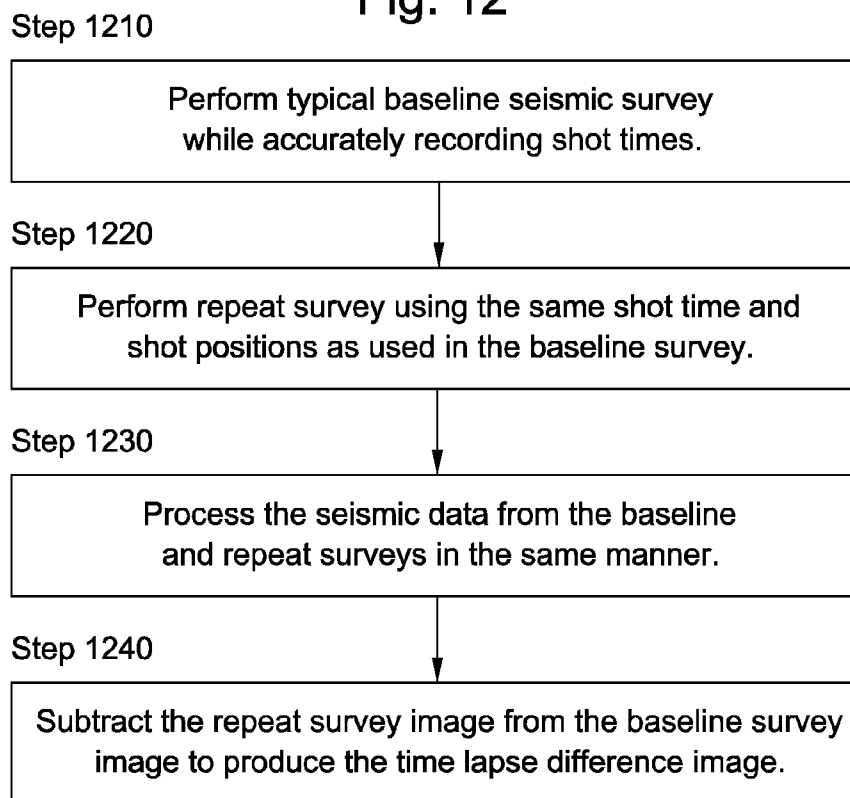 Fig. 12
Step 1210
Perform typical baseline seismic survey
while accurately recording shot times.
Step 1220
Perform repeat survey using the same shot time and
shot positions as used in the baseline survey.
Step 1230
Process the seismic data from the baseline
and repeat surveys in the same manner.
Step 1240
Subtract the repeat survey image from the baseline survey
image to produce the time lapse difference image.